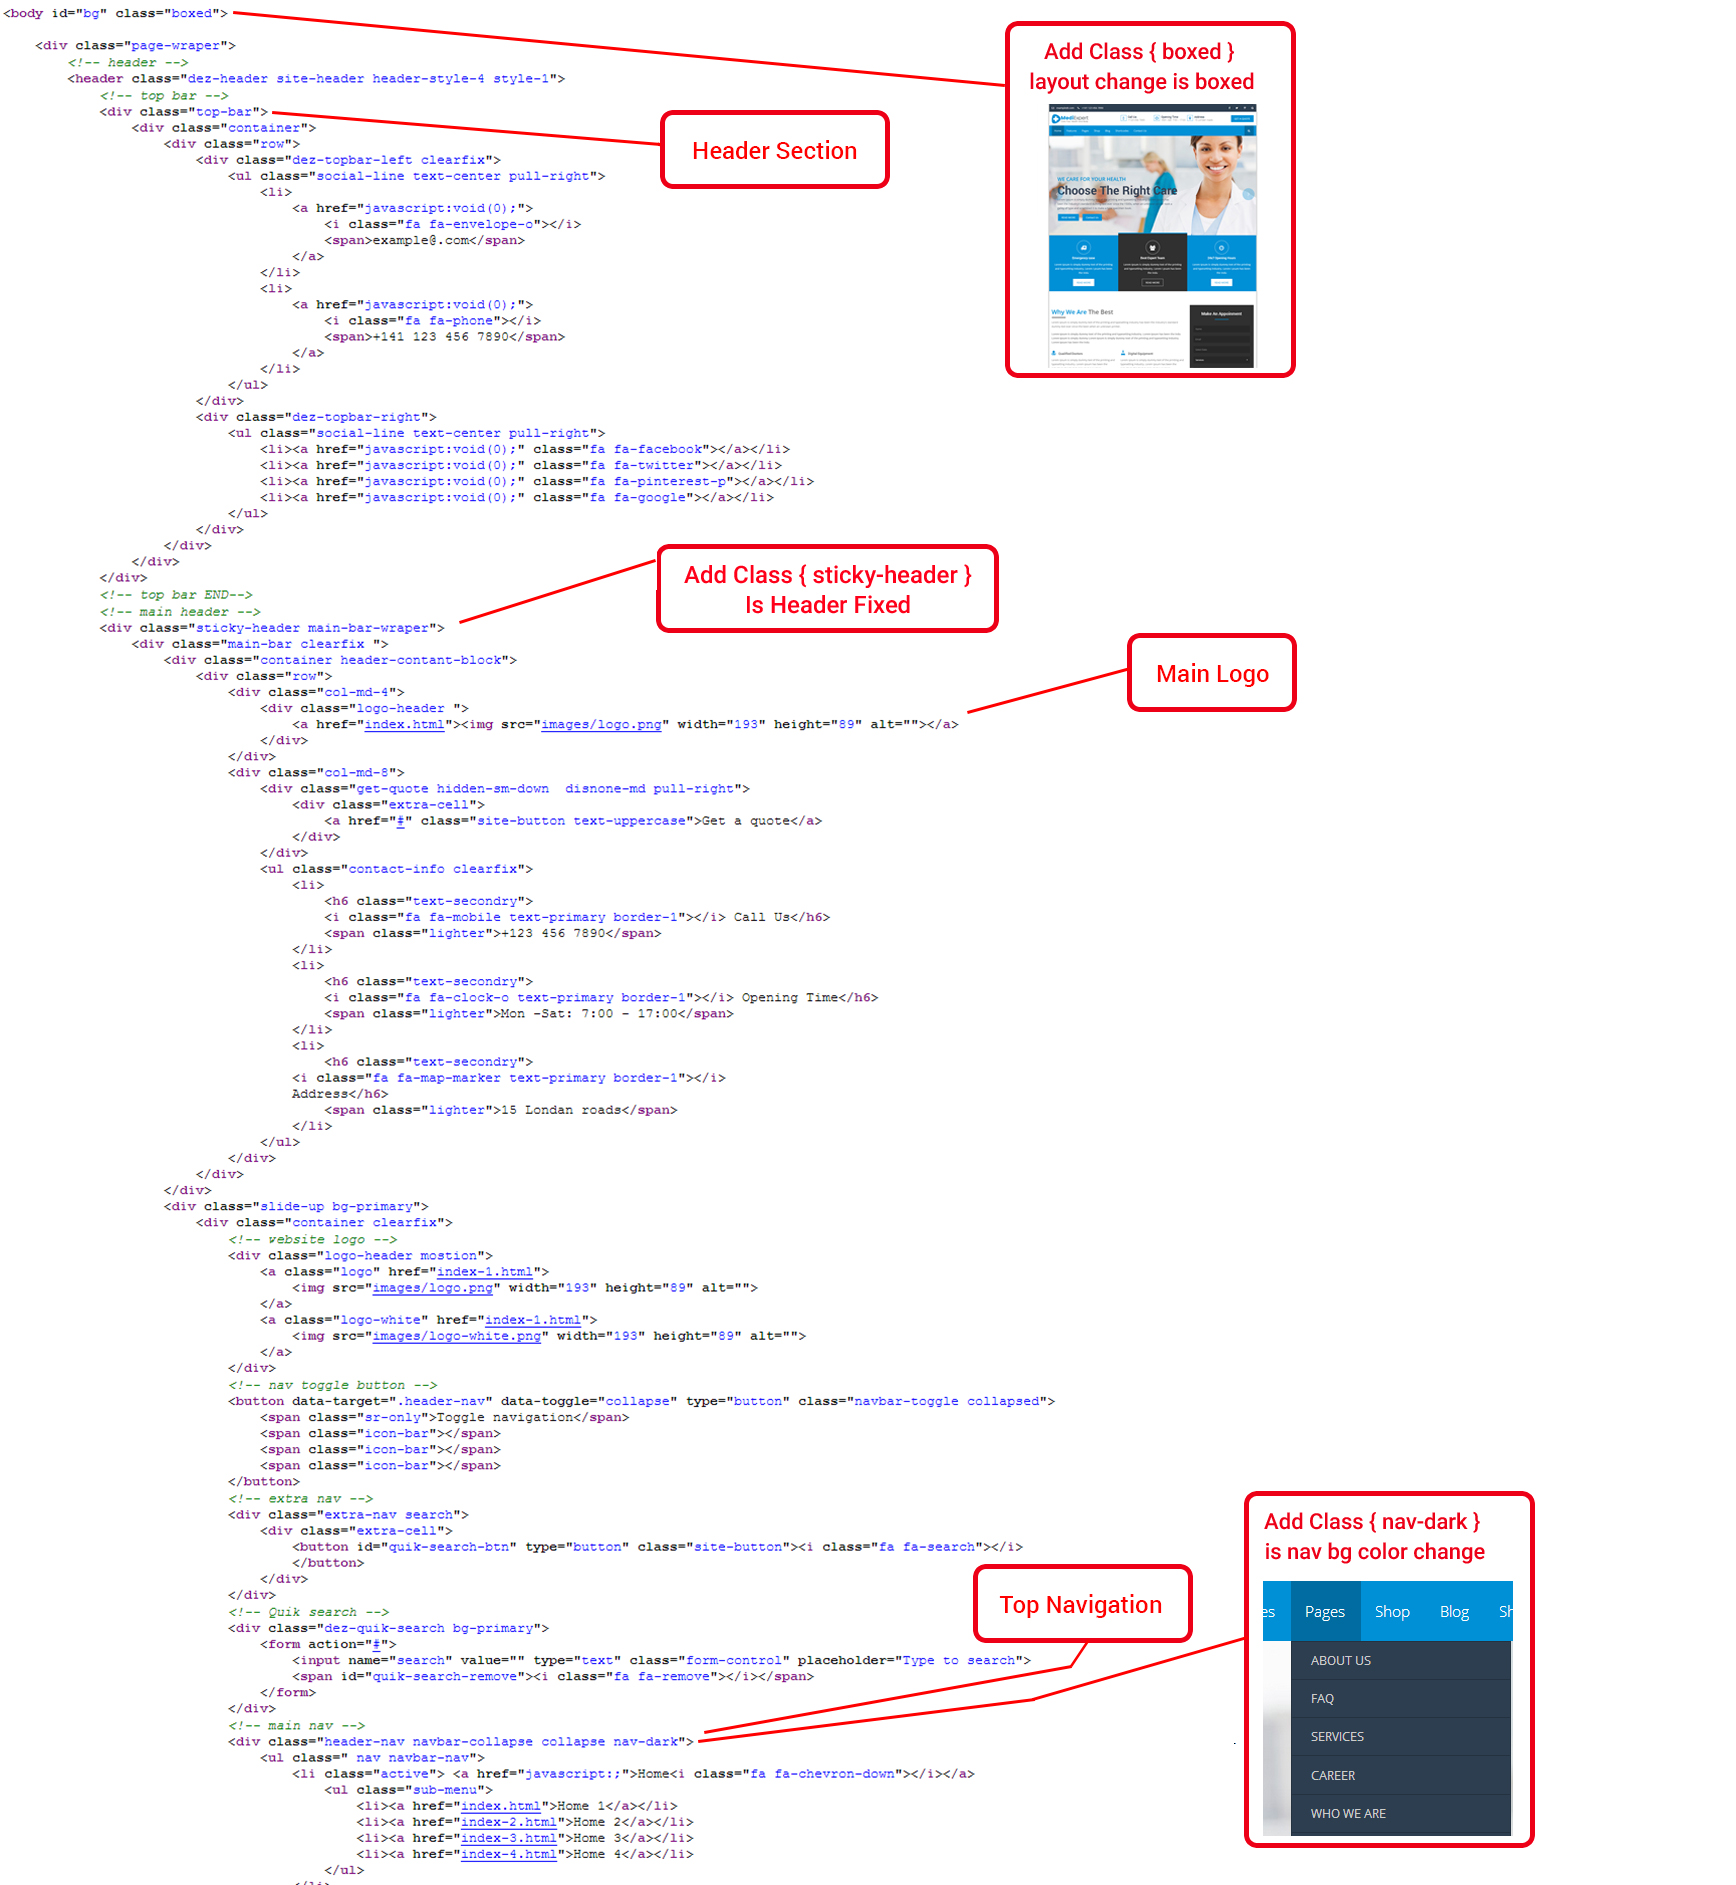 <body id="bg" class="boxed">
<div class="page-wraper">
<!-- header -->
<header class="dez-header site-header header-style-4 style-1">
<!-- top bar -->
<div class="top-bar">
<div class="container">
<div class="row">
<div class="dez-topbar-left clearfix">
<ul class="social-line text-center pull-right">
<li>
<a href="javascript:void(0);">
<i class="fa fa-envelope-o"></i>
<span>example@.com</span>
</a>
</li>
<li>
<a href="javascript:void(0);">
<i class="fa fa-phone"></i>
<span>+141 123 456 7890</span>
</a>
</li>
</ul>
</div>
<div class="dez-topbar-right">
<ul class="social-line text-center pull-right">
<li><a href="javascript:void(0);" class="fa fa-facebook"></a></li>
<li><a href="javascript:void(0);" class="fa fa-twitter"></a></li>
<li><a href="javascript:void(0);" class="fa fa-pinterest-p"></a></li>
<li><a href="javascript:void(0);" class="fa fa-google"></a></li>
</ul>
</div>
</div>
</div>
</div>
<!-- top bar END-->
<!-- main header -->
<div class="sticky-header main-bar-wraper">
<div class="main-bar clearfix ">
<div class="container header-contant-block">
<div class="row">
<div class="col-md-4">
<div class="logo-header ">
<a href="index.html"><img src="images/logo.png" width="193" height="89" alt=""></a>
</div>
</div>
<div class="col-md-8">
<div class="get-quote hidden-sm-down  disnone-md pull-right">
<div class="extra-cell">
<a href="#" class="site-button text-uppercase">Get a quote</a>
</div>
</div>
<ul class="contact-info clearfix">
<li>
<h6 class="text-secondry">
<i class="fa fa-mobile text-primary border-1"></i> Call Us</h6>
<span class="lighter">+123 456 7890</span>
</li>
<li>
<h6 class="text-secondry">
<i class="fa fa-clock-o text-primary border-1"></i> Opening Time</h6>
<span class="lighter">Mon -Sat: 7:00 - 17:00</span>
</li>
<li>
<h6 class="text-secondry">
<i class="fa fa-map-marker text-primary border-1"></i>
Address</h6>
<span class="lighter">15 Londan roads</span>
</li>
</ul>
</div>
</div>
</div>
<div class="slide-up bg-primary">
<div class="container clearfix">
<!-- website logo -->
<div class="logo-header mostion">
<a class="logo" href="index-1.html">
<img src="images/logo.png" width="193" height="89" alt="">
</a>
<a class="logo-white" href="index-1.html">
<img src="images/logo-white.png" width="193" height="89" alt="">
</a>
</div>
<!-- nav toggle button -->
<button data-target=".header-nav" data-toggle="collapse" type="button" class="navbar-toggle collapsed">
<span class="sr-only">Toggle navigation</span>
<span class="icon-bar"></span>
<span class="icon-bar"></span>
<span class="icon-bar"></span>
</button>
<!-- extra nav -->
<div class="extra-nav search">
<div class="extra-cell">
<button id="quik-search-btn" type="button" class="site-button"><i class="fa fa-search"></i>
</button>
</div>
</div>
<!-- Quik search -->
<div class="dez-quik-search bg-primary">
<form action="#">
<input name="search" value="" type="text" class="form-control" placeholder="Type to search">
<span id="quik-search-remove"><i class="fa fa-remove"></i></span>
</form>
</div>
<!-- main nav -->
<div class="header-nav navbar-collapse collapse nav-dark">
<ul class=" nav navbar-nav">
<li class="active"> <a href="javascript:;">Home<i class="fa fa-chevron-down"></i></a>
<ul class="sub-menu">
<li><a href="index.html">Home 1</a></li>
<li><a href="index-2.html">Home 2</a></li>
<li><a href="index-3.html">Home 3</a></li>
<li><a href="index-4.html">Home 4</a></li>
</ul>
</li>
Add Class { boxed }
layout change is boxed
MediExpert
WE CARE FOR YOUR HEALTH
Choose The Right Care
Why We Are The Best
Make An Appoinment
Header Section
Add Class { sticky-header }
Is Header Fixed
Main Logo
Top Navigation
Add Class { nav-dark }
is nav bg color change
es Pages Shop Blog Sh
ABOUT US
FAQ
SERVICES
CAREER
WHO WE ARE